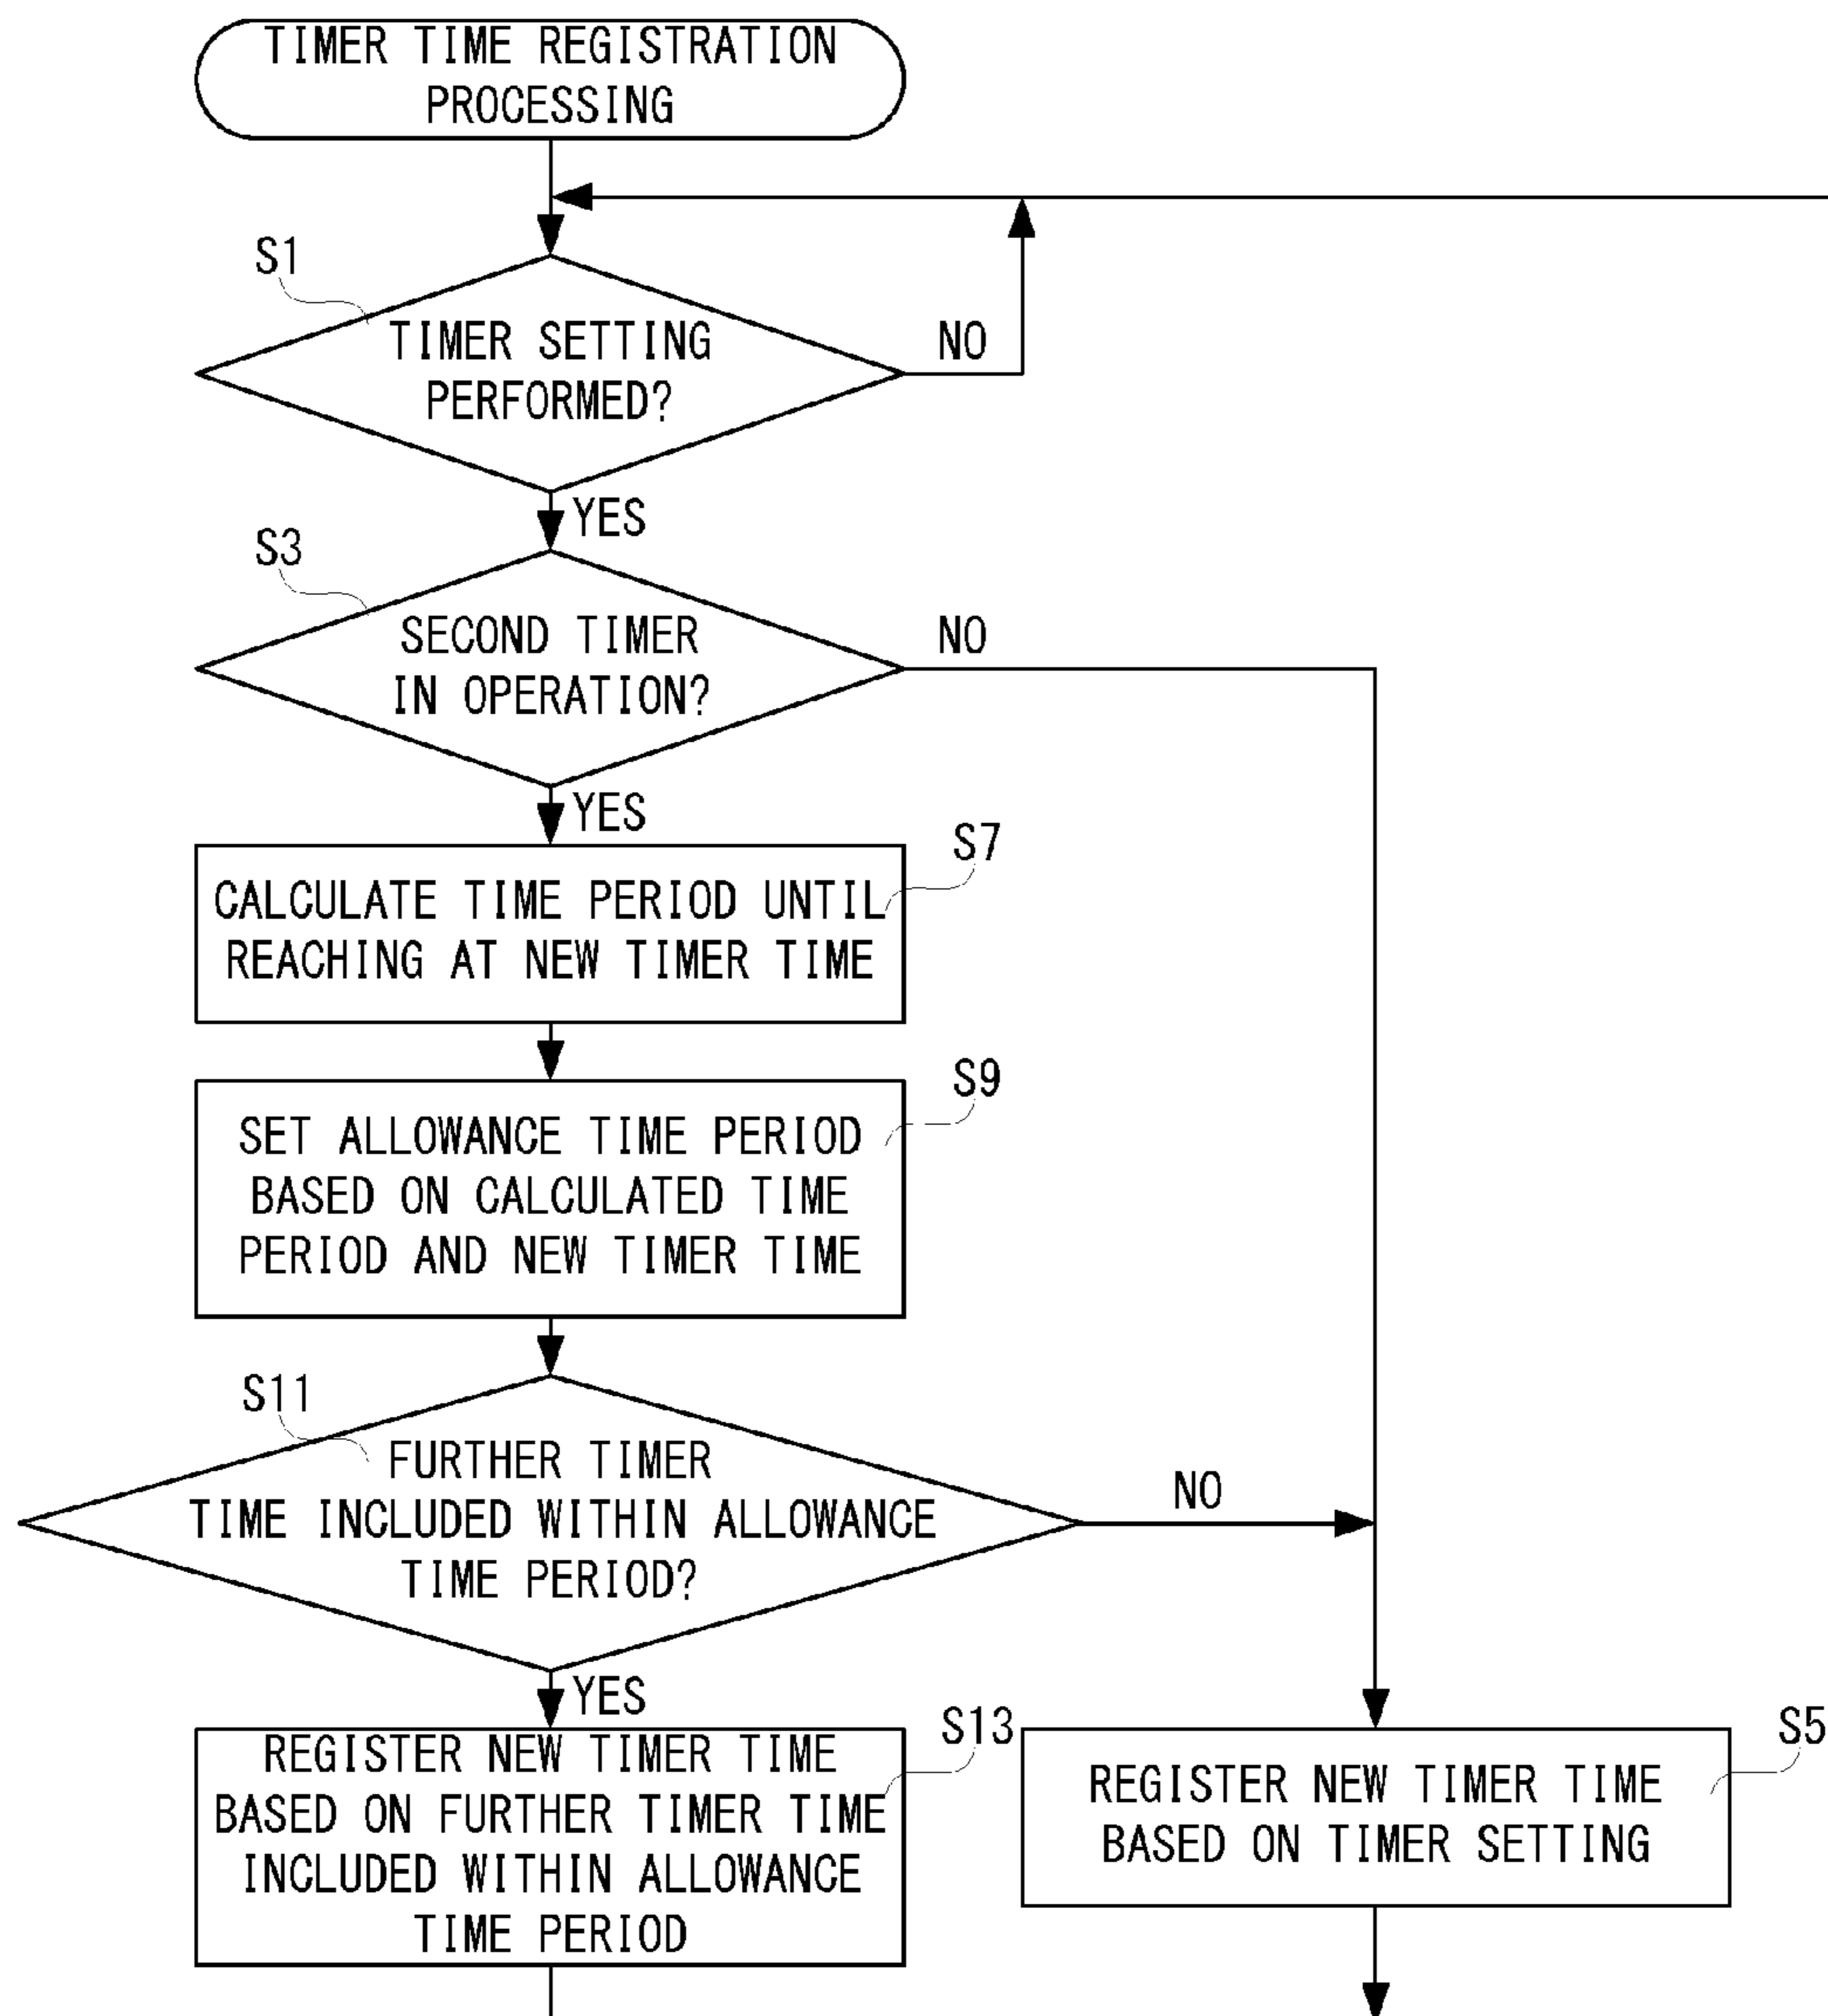 TIMER TIME REGISTRATION
PROCESSING
S1
TIMER SETTING
PERFORMED?
NO
YES
S3
SECOND TIMER
IN OPERATION?
NO
YES
S7
CALCULATE TIME PERIOD UNTIL
REACHING AT NEW TIMER TIME
S9
SET ALLOWANCE TIME PERIOD
BASED ON CALCULATED TIME
PERIOD AND NEW TIMER TIME
S11
FURTHER TIMER
TIME INCLUDED WITHIN ALLOWANCE
TIME PERIOD?
NO
YES
S13
REGISTER NEW TIMER TIME
BASED ON FURTHER TIMER TIME
INCLUDED WITHIN ALLOWANCE
TIME PERIOD
S5
REGISTER NEW TIMER TIME
BASED ON TIMER SETTING